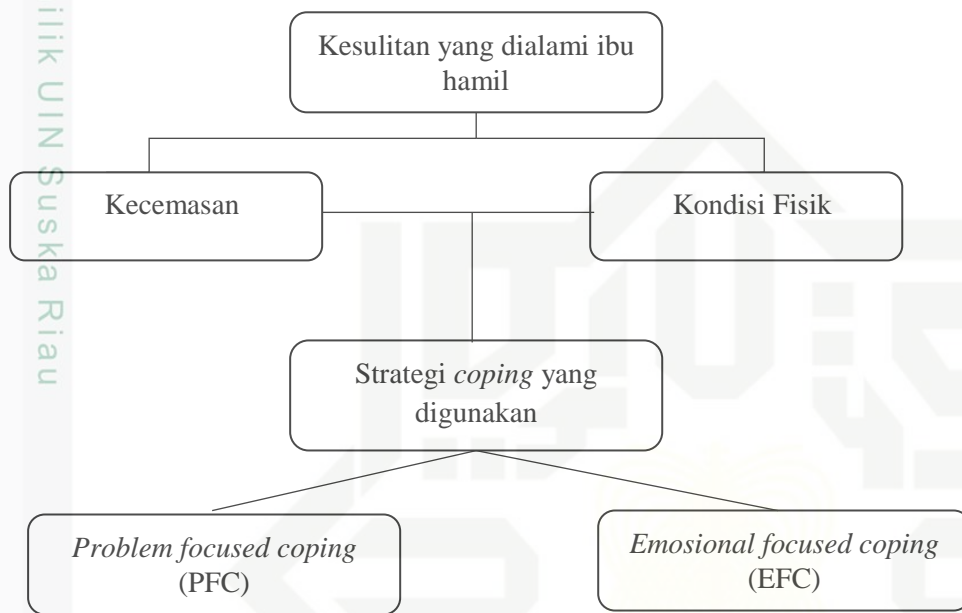 ilik UIN Suska Riau
Kesulitan yang dialami ibu
hamil
Kecemasan
Kondisi Fisik
Strategi coping yang
digunakan
Problem focused coping
(PFC)
Emosional focused coping
(EFC)